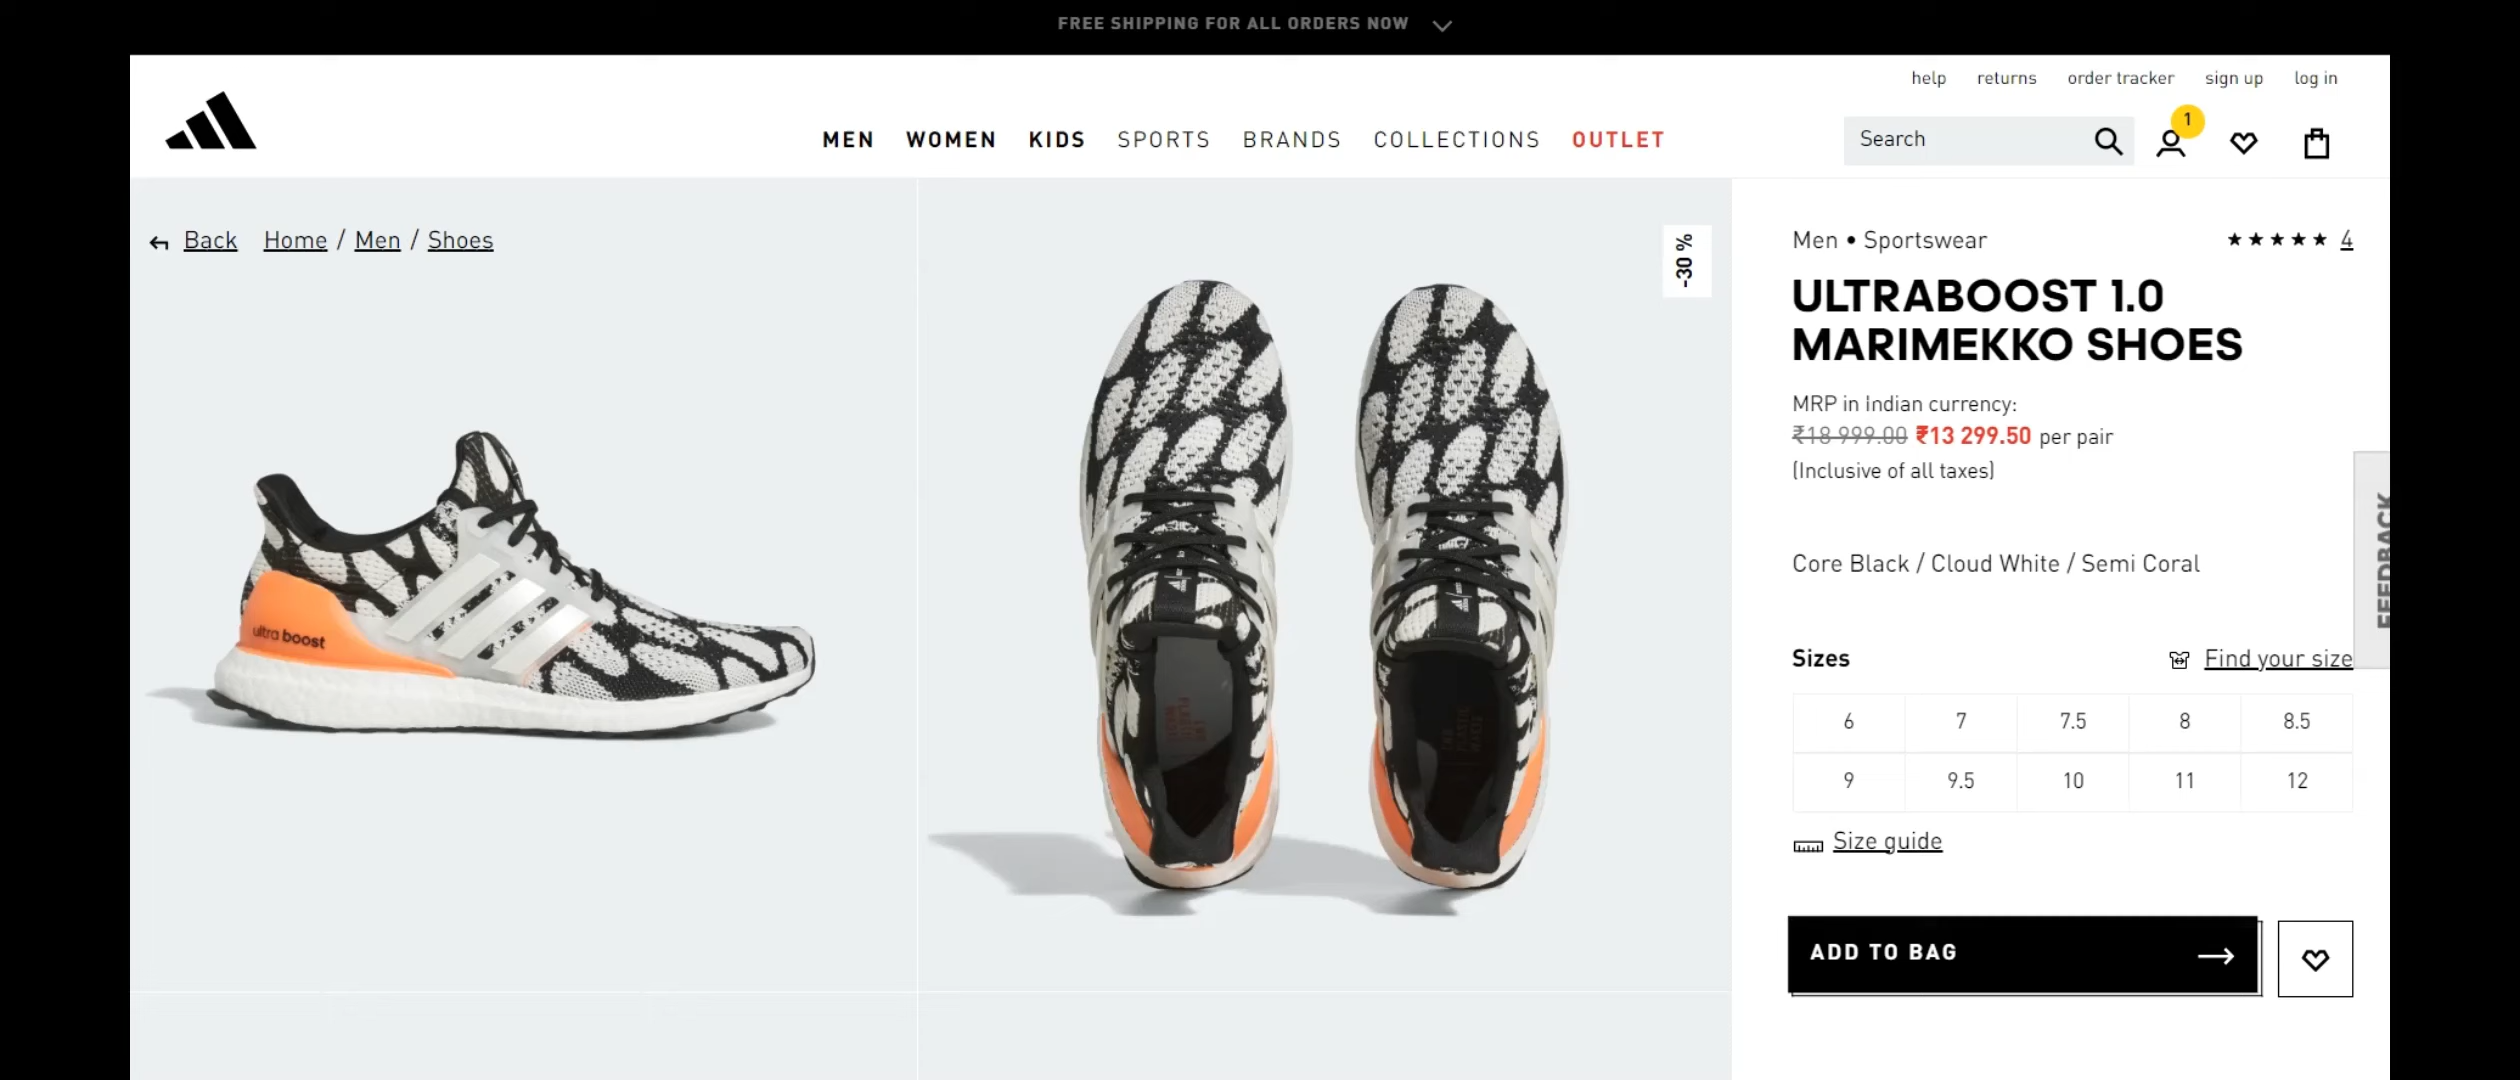 FREE SHIPPING FOR ALL ORDERS NOW
help returns order tracker sign up log in
MEN WOMEN KIDS SPORTS BRANDS COLLECTIONS OUTLET
Search
1
Back Home / Men / Shoes
-30 %
Men • Sportswear
4
ULTRABOOST 1.0
MARIMEKKO SHOES
MRP in Indian currency:
₹18 999.00 ₹13 299.50 per pair
(Inclusive of all taxes)
Core Black / Cloud White / Semi Coral
FEEDBACK
ultra boost
Sizes
Find your size
6 7 7.5 8 8.5
9 9.5 10 11 12
Size guide
ADD TO BAG